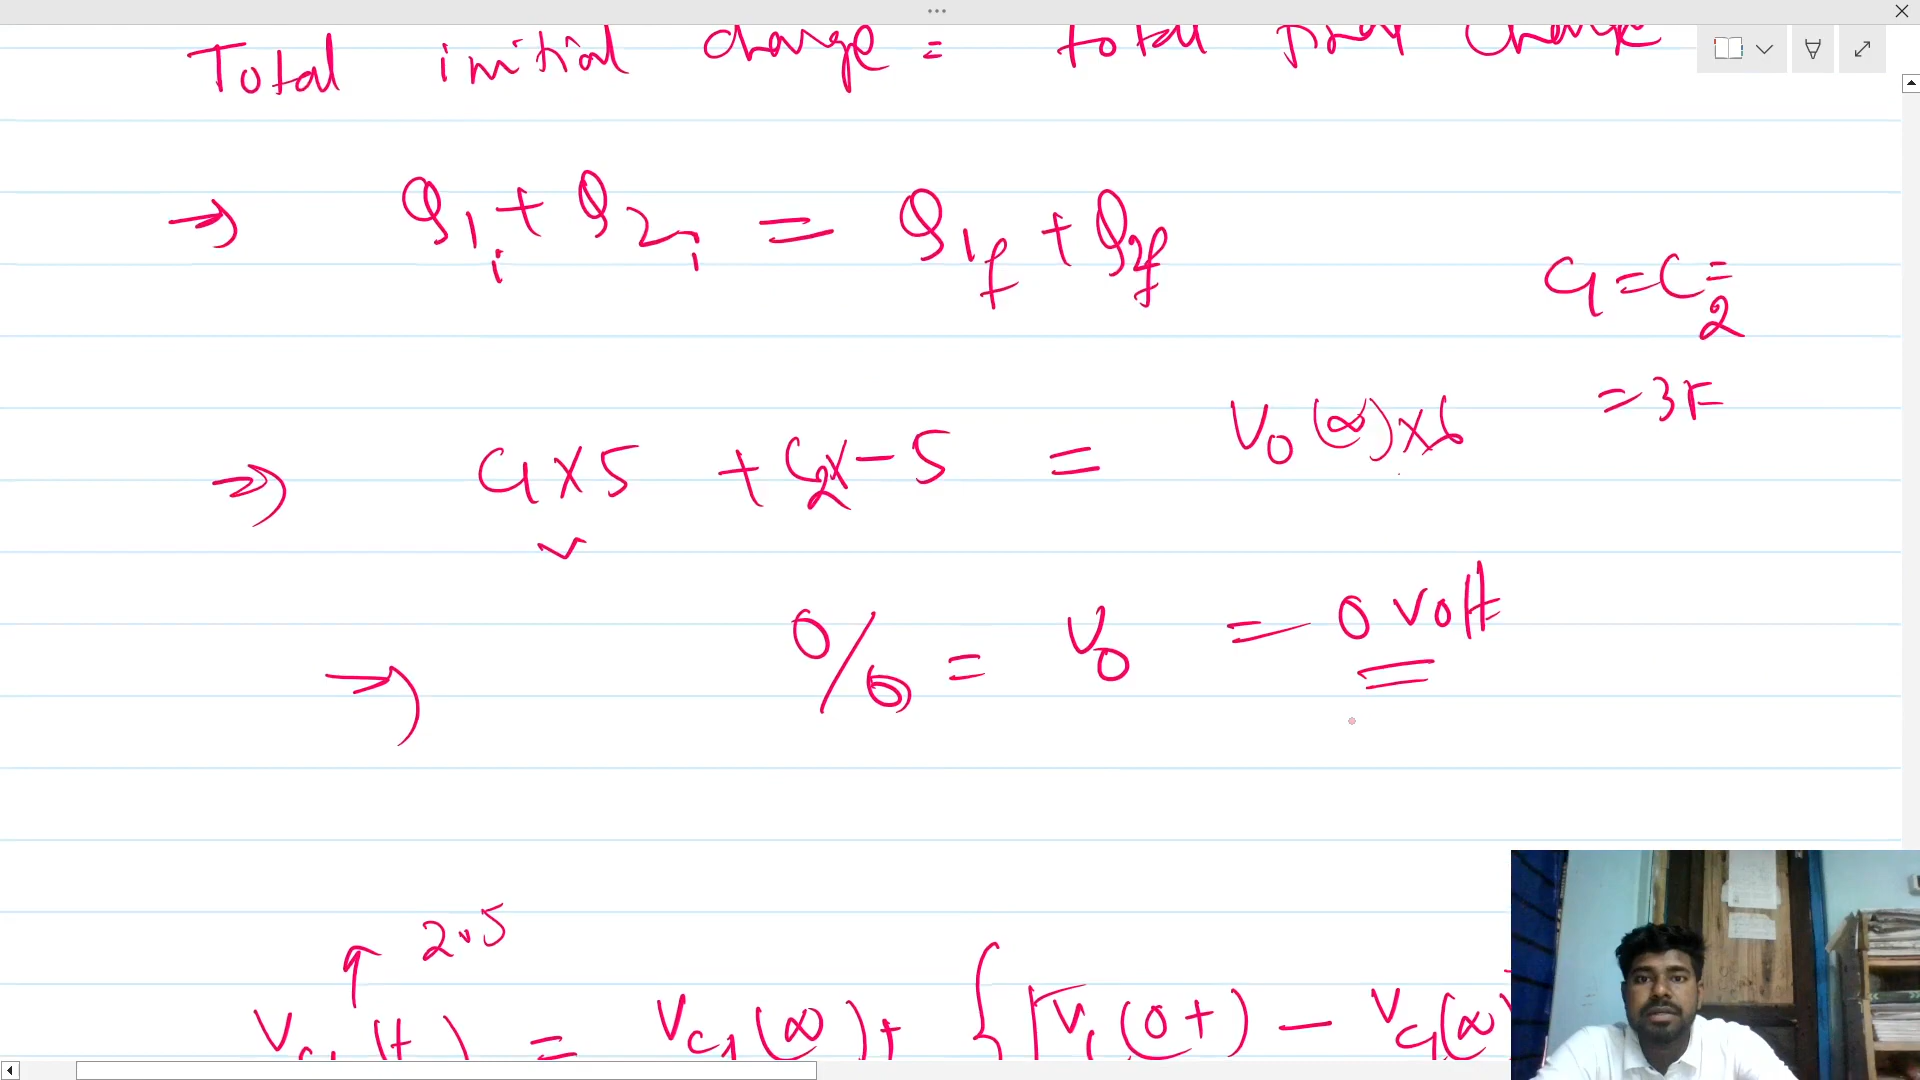 Total initial charge = total final charge
⇒ Q1i + Q2i = Q1f + Q2f
C1 = C2 =
= 3F
⇒ C1 × 5 + C2 × - 5 = V0 (∞) × 6
→ 0/6 = V0 = 0 volt
2.5
Vc1 (t) = Vc1 (∞) + { [ Vc (0+) - Vc1 (∞)